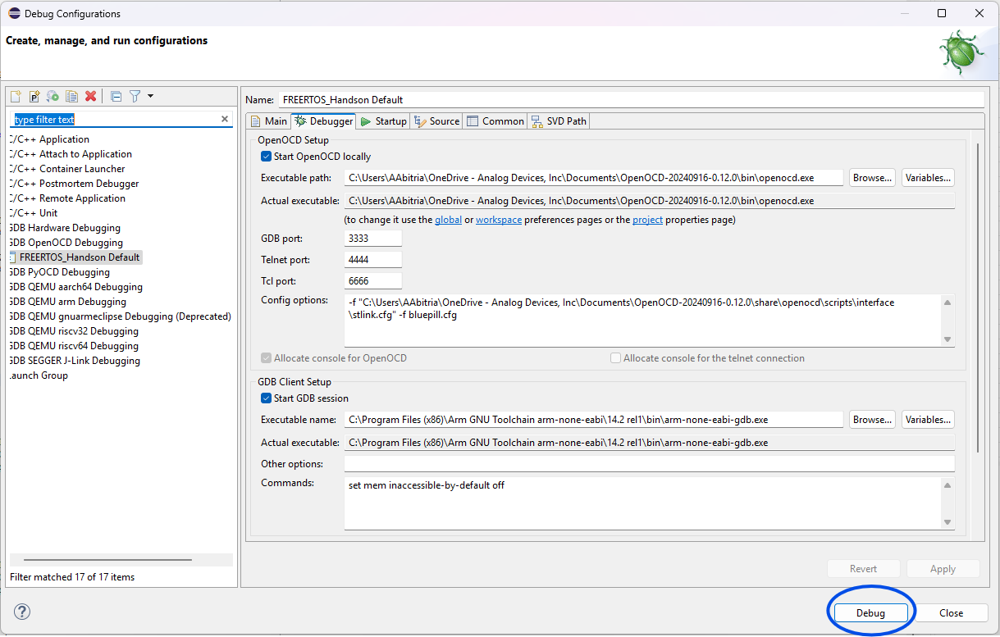 Debug Configurations
Create, manage, and run configurations
type filter text
C/C++ Application
C/C++ Attach to Application
C/C++ Container Launcher
C/C++ Postmortem Debugger
C/C++ Remote Application
C/C++ Unit
GDB Hardware Debugging
GDB OpenOCD Debugging
FREERTOS_Handson Default
GDB PyOCD Debugging
GDB QEMU aarch64 Debugging
GDB QEMU arm Debugging
GDB QEMU gnuarmeclipse Debugging (Deprecated)
GDB QEMU riscv32 Debugging
GDB QEMU riscv64 Debugging
GDB SEGGER J-Link Debugging
Launch Group
Filter matched 17 of 17 items
Name: FREERTOS_Handson Default
Main Debugger Startup Source Common SVD Path
OpenOCD Setup
Start OpenOCD locally
Executable path: C:\Users\AAbitria\OneDrive - Analog Devices, Inc\Documents\OpenOCD-20240916-0.12.0\bin\openocd.exe Browse... Variables...
Actual executable: C:\Users\AAbitria\OneDrive - Analog Devices, Inc\Documents\OpenOCD-20240916-0.12.0\bin\openocd.exe
(to change it use the global or workspace preferences pages or the project properties page)
GDB port: 3333
Telnet port: 4444
Tcl port: 6666
Config options: -f "C:\Users\AAbitria\OneDrive - Analog Devices, Inc\Documents\OpenOCD-20240916-0.12.0\share\openocd\scripts\interface
\stlink.cfg" -f bluepill.cfg
Allocate console for OpenOCD Allocate console for the telnet connection
GDB Client Setup
Start GDB session
Executable name: C:\Program Files (x86)\Arm GNU Toolchain arm-none-eabi\14.2 rel1\bin\arm-none-eabi-gdb.exe Browse... Variables...
Actual executable: C:\Program Files (x86)\Arm GNU Toolchain arm-none-eabi\14.2 rel1\bin\arm-none-eabi-gdb.exe
Other options:
Commands: set mem inaccessible-by-default off
Revert Apply
Debug Close